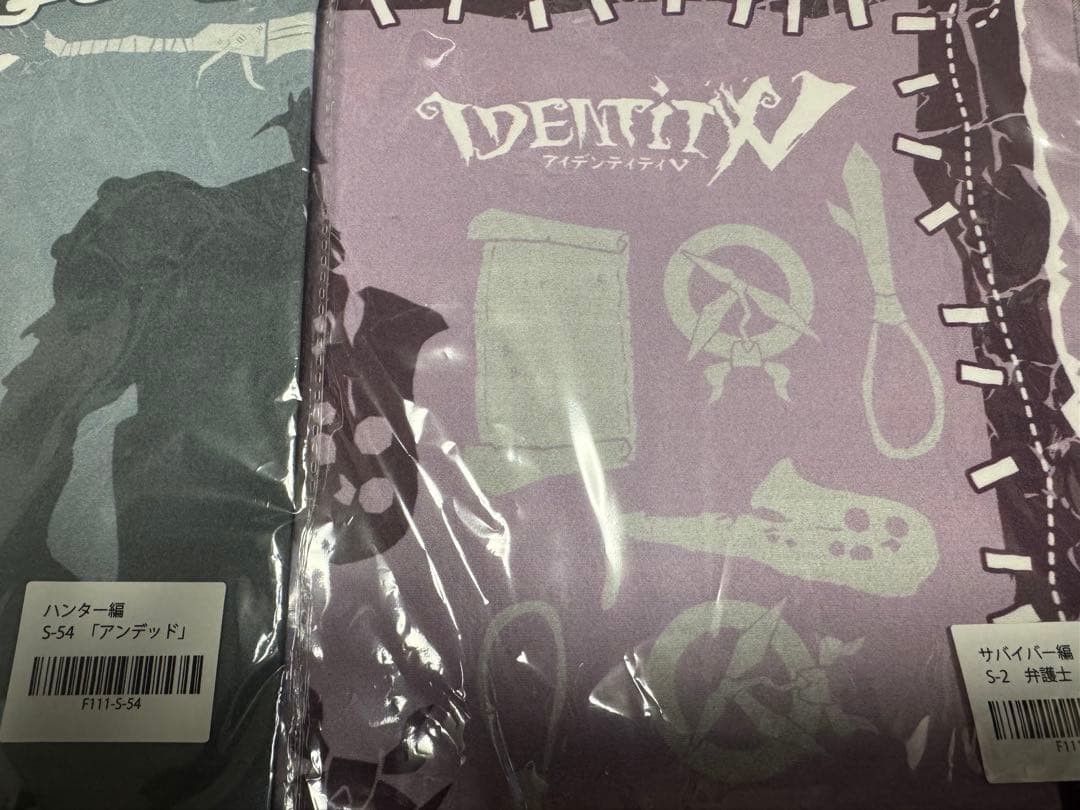 IDENTITY V
アイデンティティV
ハンター編
S-54 「アンデッド」
F111-S-54
サバイバー編
S-2 弁護士